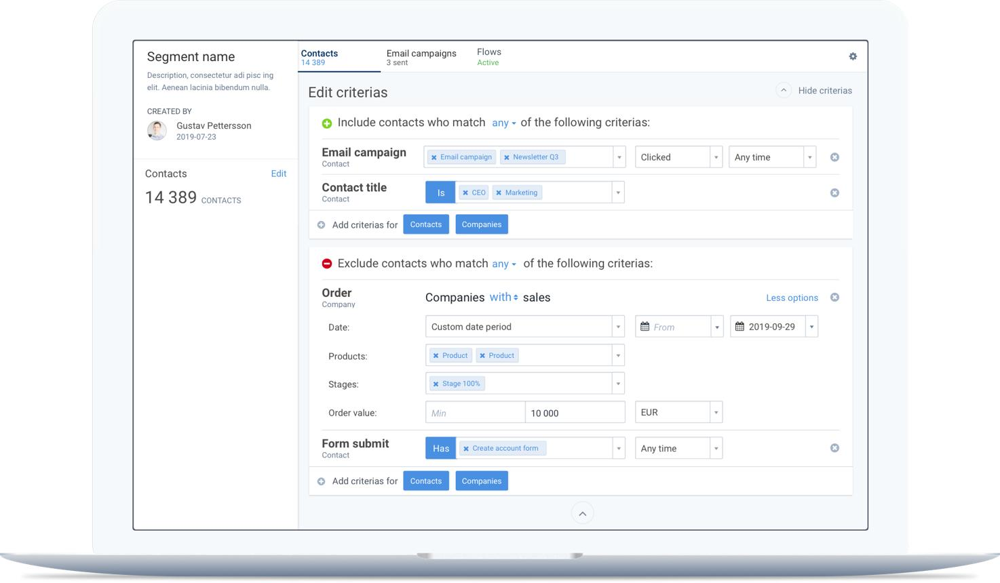 Segment name
Description, consectetur adi pisc ing
elit. Aenean lacinia bibendum nulla.
CREATED BY
Gustav Pettersson
2019-07-23
Contacts Edit
14 389 CONTACTS
Contacts Email campaigns Flows
14 389 3 sent Active
Edit criterias Hide criterias
Include contacts who match any of the following criterias:
Email campaign Email campaign Newsletter Q3 Clicked Any time
Contact
Contact title Is CEO Marketing
Contact
Add criterias for Contacts Companies
Exclude contacts who match any of the following criterias:
Order Companies with sales Less options
Company
Date: Custom date period From 2019-09-29
Products: Product Product
Stages: Stage 100%
Order value: Min 10 000 EUR
Form submit Has Create account form Any time
Contact
Add criterias for Contacts Companies